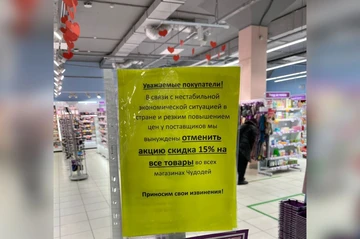 Уважаемые покупатели!
В связи с нестабильной
экономической ситуацией в
стране и резким повышением
цен у поставщиков мы
вынуждены отменить
акцию скидка 15% на
все товары во всех
магазинах Чудодей
Приносим свои извинения!